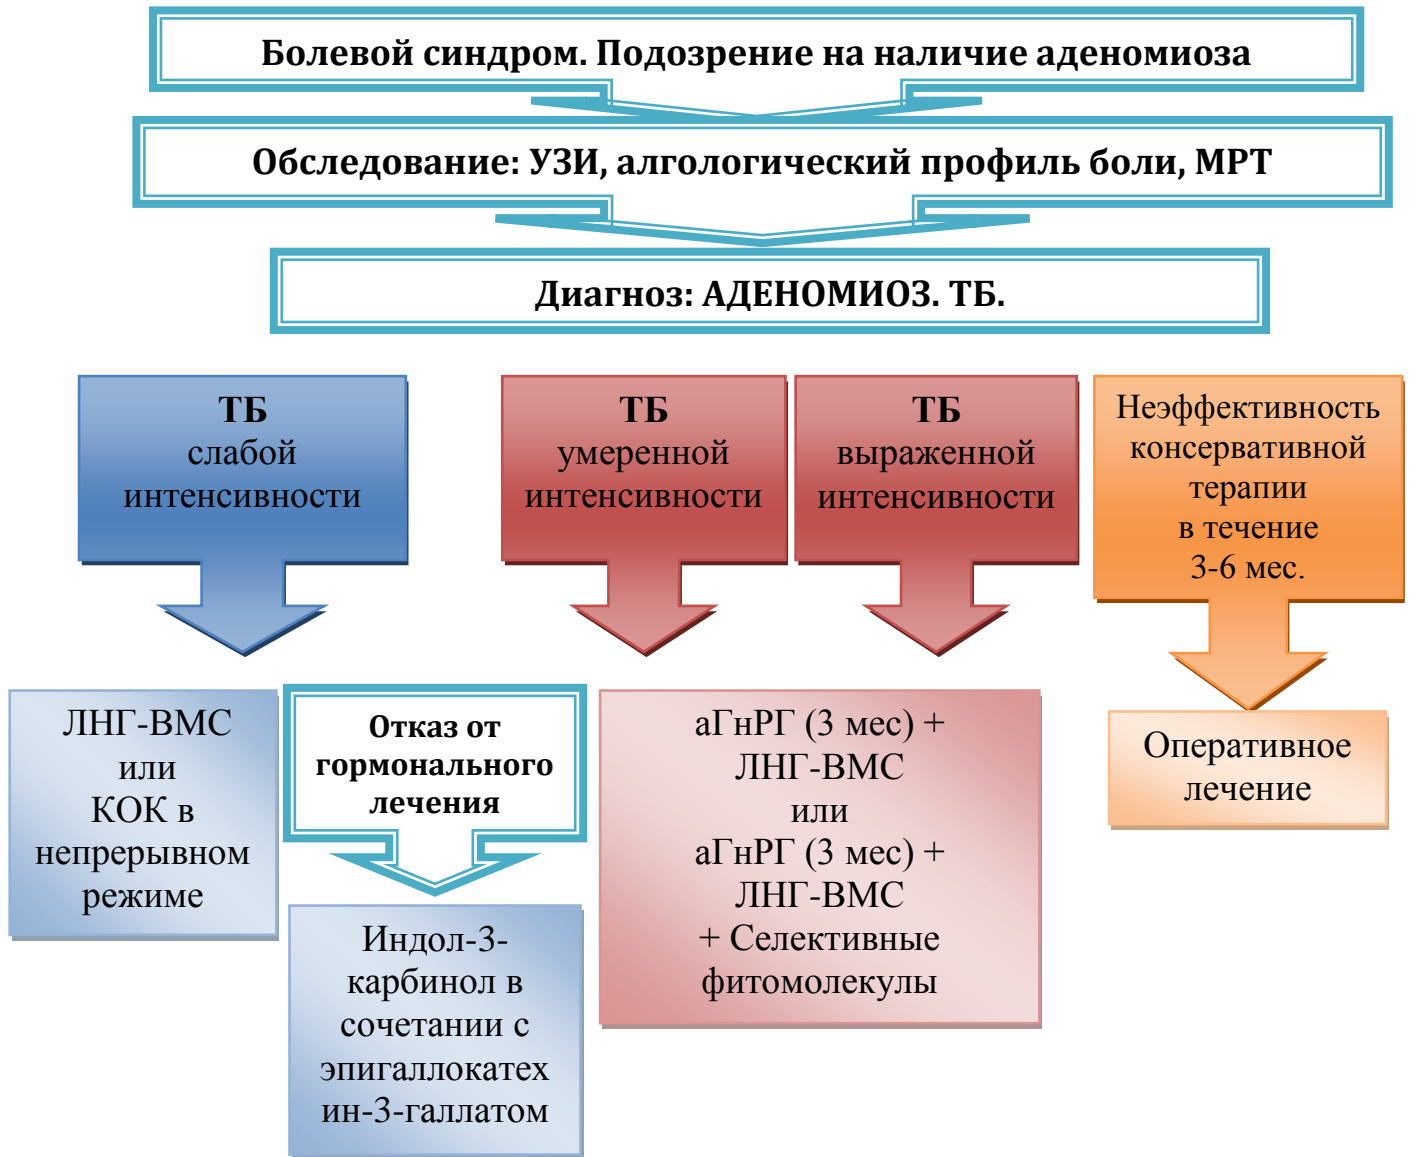 Болевой синдром. Подозрение на наличие аденомиоза
Обследование: УЗИ, алгологический профиль боли, МРТ
Диагноз: АДЕНОМИОЗ. ТБ.
ТБ
слабой
интенсивности
ТБ
умеренной
интенсивности
ТБ
выраженной
интенсивности
Неэффективность
консервативной
терапии
в течение
3-6 мес.
ЛНГ-ВМС
или
КОК в
непрерывном
режиме
Отказ от
гормонального
лечения
Индол-3-
карбинол в
сочетании с
эпигаллокатех
ин-3-галлатом
аГнРГ (3 мес) +
ЛНГ-ВМС
или
аГнРГ (3 мес) +
ЛНГ-ВМС
+ Селективные
фитомолекулы
Оперативное
лечение